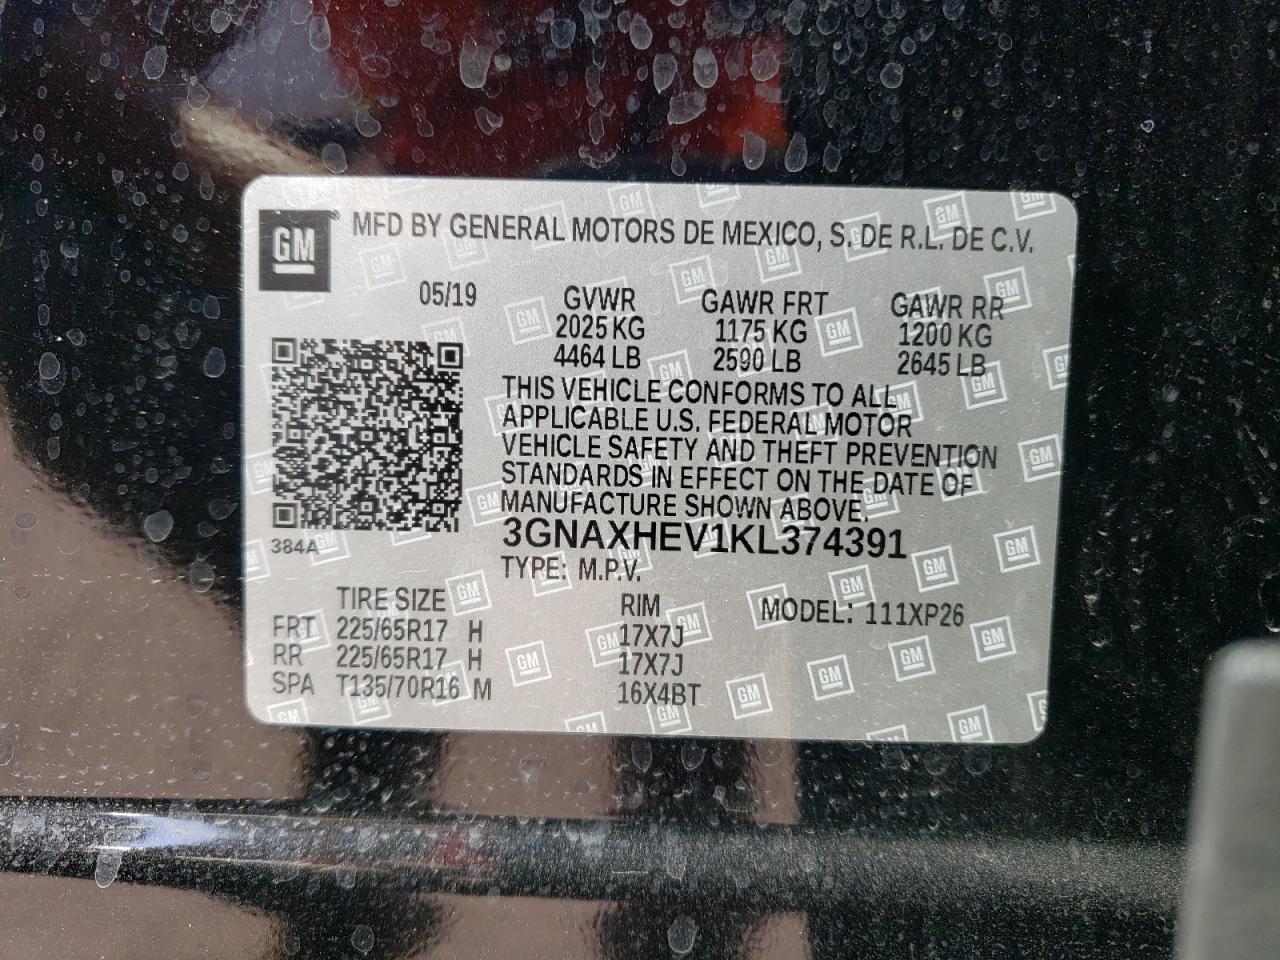 GM® MFD BY GENERAL MOTORS DE MEXICO, S. DE R.L. DE C.V.
05/19 GVWR GAWR FRT GAWR RR
2025 KG 1175 KG 1200 KG
4464 LB 2590 LB 2645 LB
THIS VEHICLE CONFORMS TO ALL
APPLICABLE U.S. FEDERAL MOTOR
VEHICLE SAFETY AND THEFT PREVENTION
STANDARDS IN EFFECT ON THE DATE OF
MANUFACTURE SHOWN ABOVE.
3GNAXHEV1KL374391
384A
TYPE: M.P.V.
TIRE SIZE RIM MODEL: 111XP26
FRT 225/65R17 H 17X7J
RR 225/65R17 H 17X7J
SPA T135/70R16 M 16X4BT